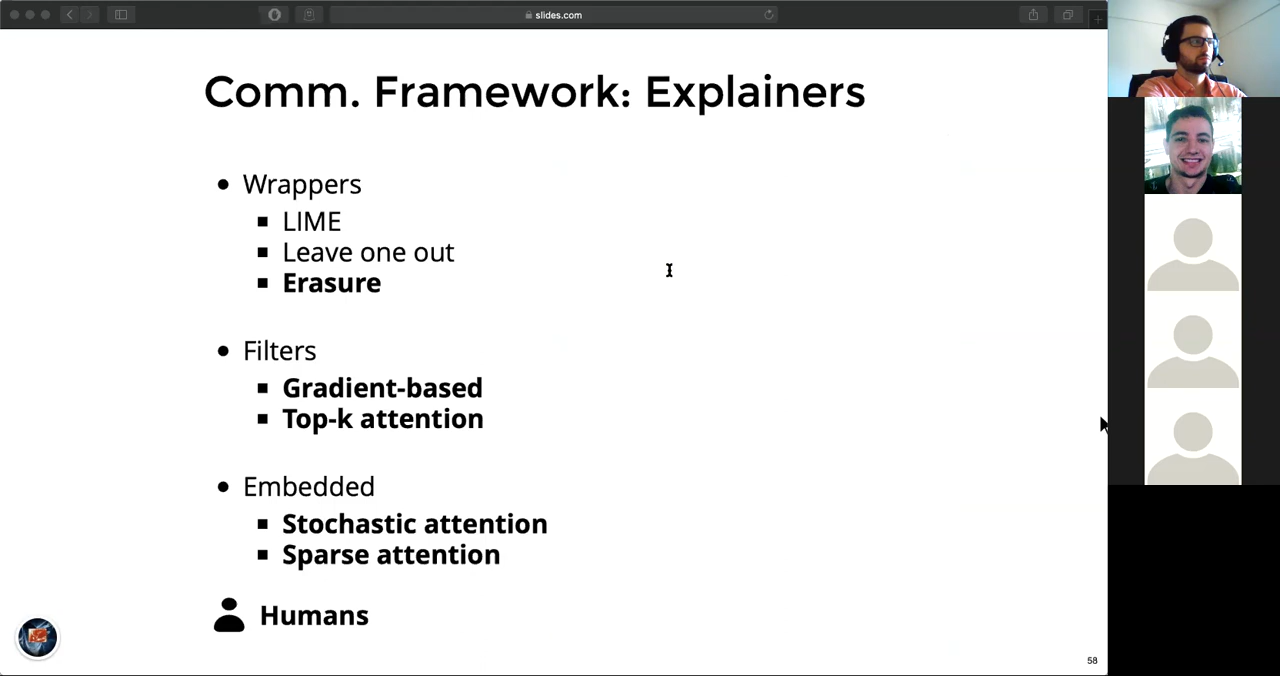 slides.com
Comm. Framework: Explainers
Wrappers
LIME
Leave one out
Erasure
Filters
Gradient-based
Top-k attention
Embedded
Stochastic attention
Sparse attention
Humans
58